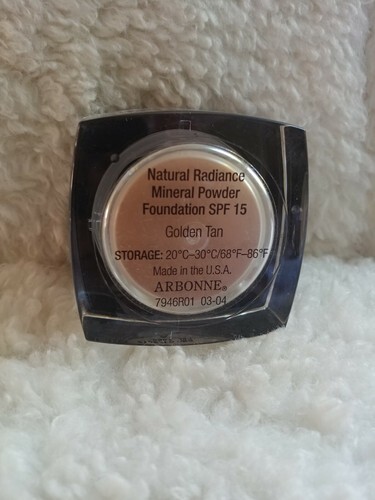 Natural Radiance
Mineral Powder
Foundation SPF 15
Golden Tan
STORAGE: 20°C–30°C/68°F–86°F
Made in the U.S.A.
ARBONNE®
7946R01 03-04